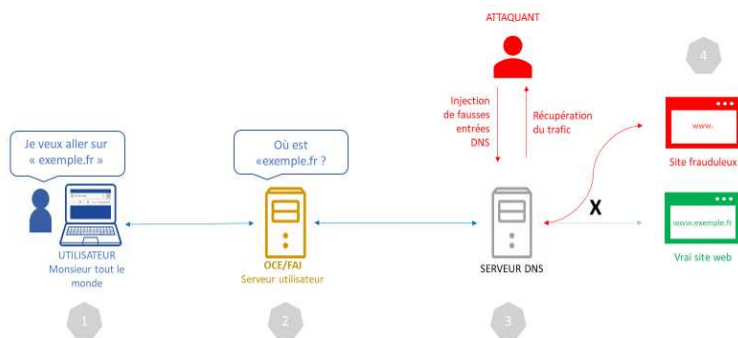 ATTAQUANT
4
Injection
de fausses
entrées
DNS
Récupération
du trafic
www.
Site frauduleux
Je veux aller sur
« exemple.fr »
Où est
«exemple.fr ?
X
www.exemple.fr
Vrai site web
UTILISATEUR
Monsieur tout le
monde
OCE/FAI
Serveur utilisateur
SERVEUR DNS
1
2
3